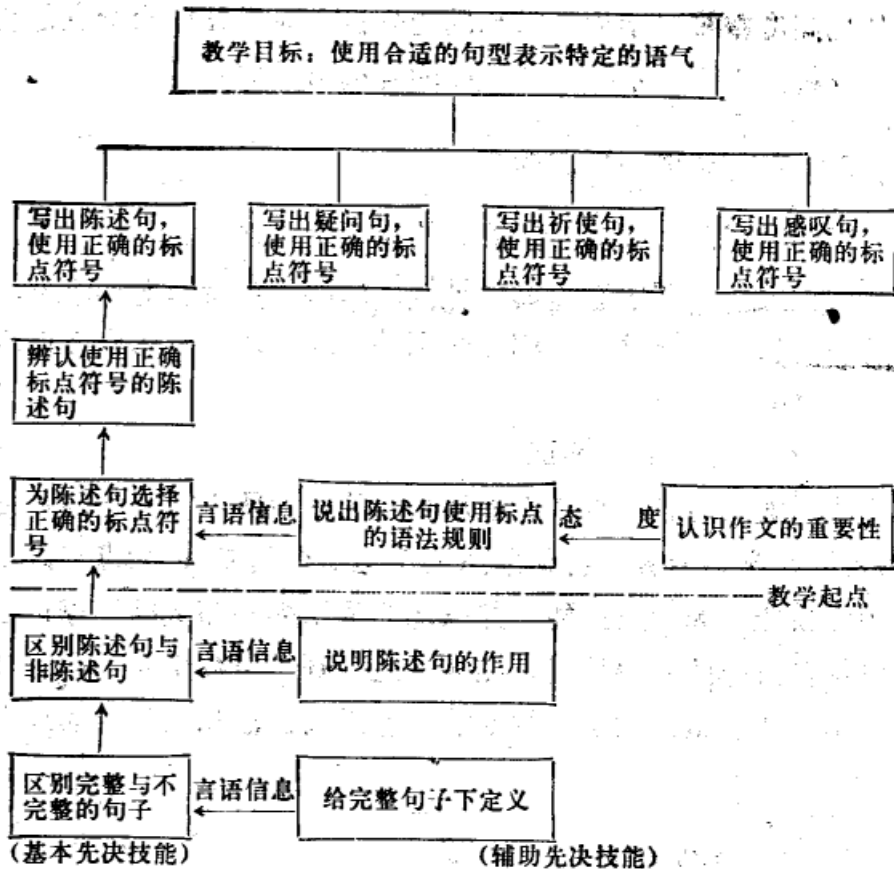 教学目标：使用合适的句型表示特定的语气
写出陈述句，
使用正确的标
点符号
写出疑问句，
使用正确的标
点符号
写出祈使句，
使用正确的标
点符号
写出感叹句，
使用正确的标
点符号
辨认使用正确
标点符号的陈
述句
为陈述句选择
正确的标点符
号
言语信息
说出陈述句使用标点
的语法规则
态 度
认识作文的重要性
教学起点
区别陈述句与
非陈述句
言语信息
说明陈述句的作用
区别完整与不
完整的句子
言语信息
给完整句子下定义
（基本先决技能）
（辅助先决技能）